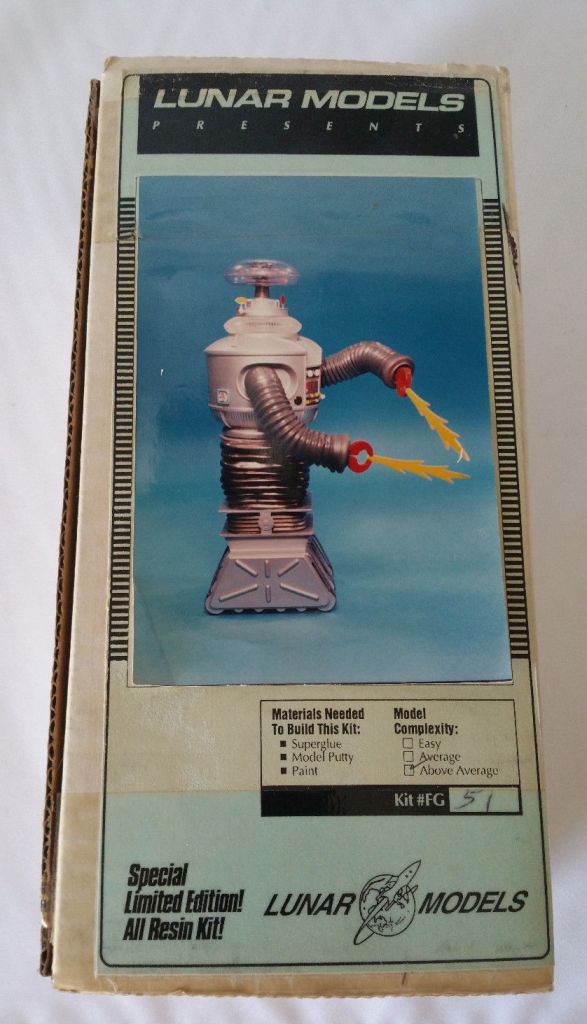 LUNAR MODELS
PRESENTS
Materials Needed
To Build This Kit:
Superglue
Model Putty
Paint
Model
Complexity:
Easy
Average
Above Average
Kit #FG 51
Special
Limited Edition!
All Resin Kit!
LUNAR MODELS